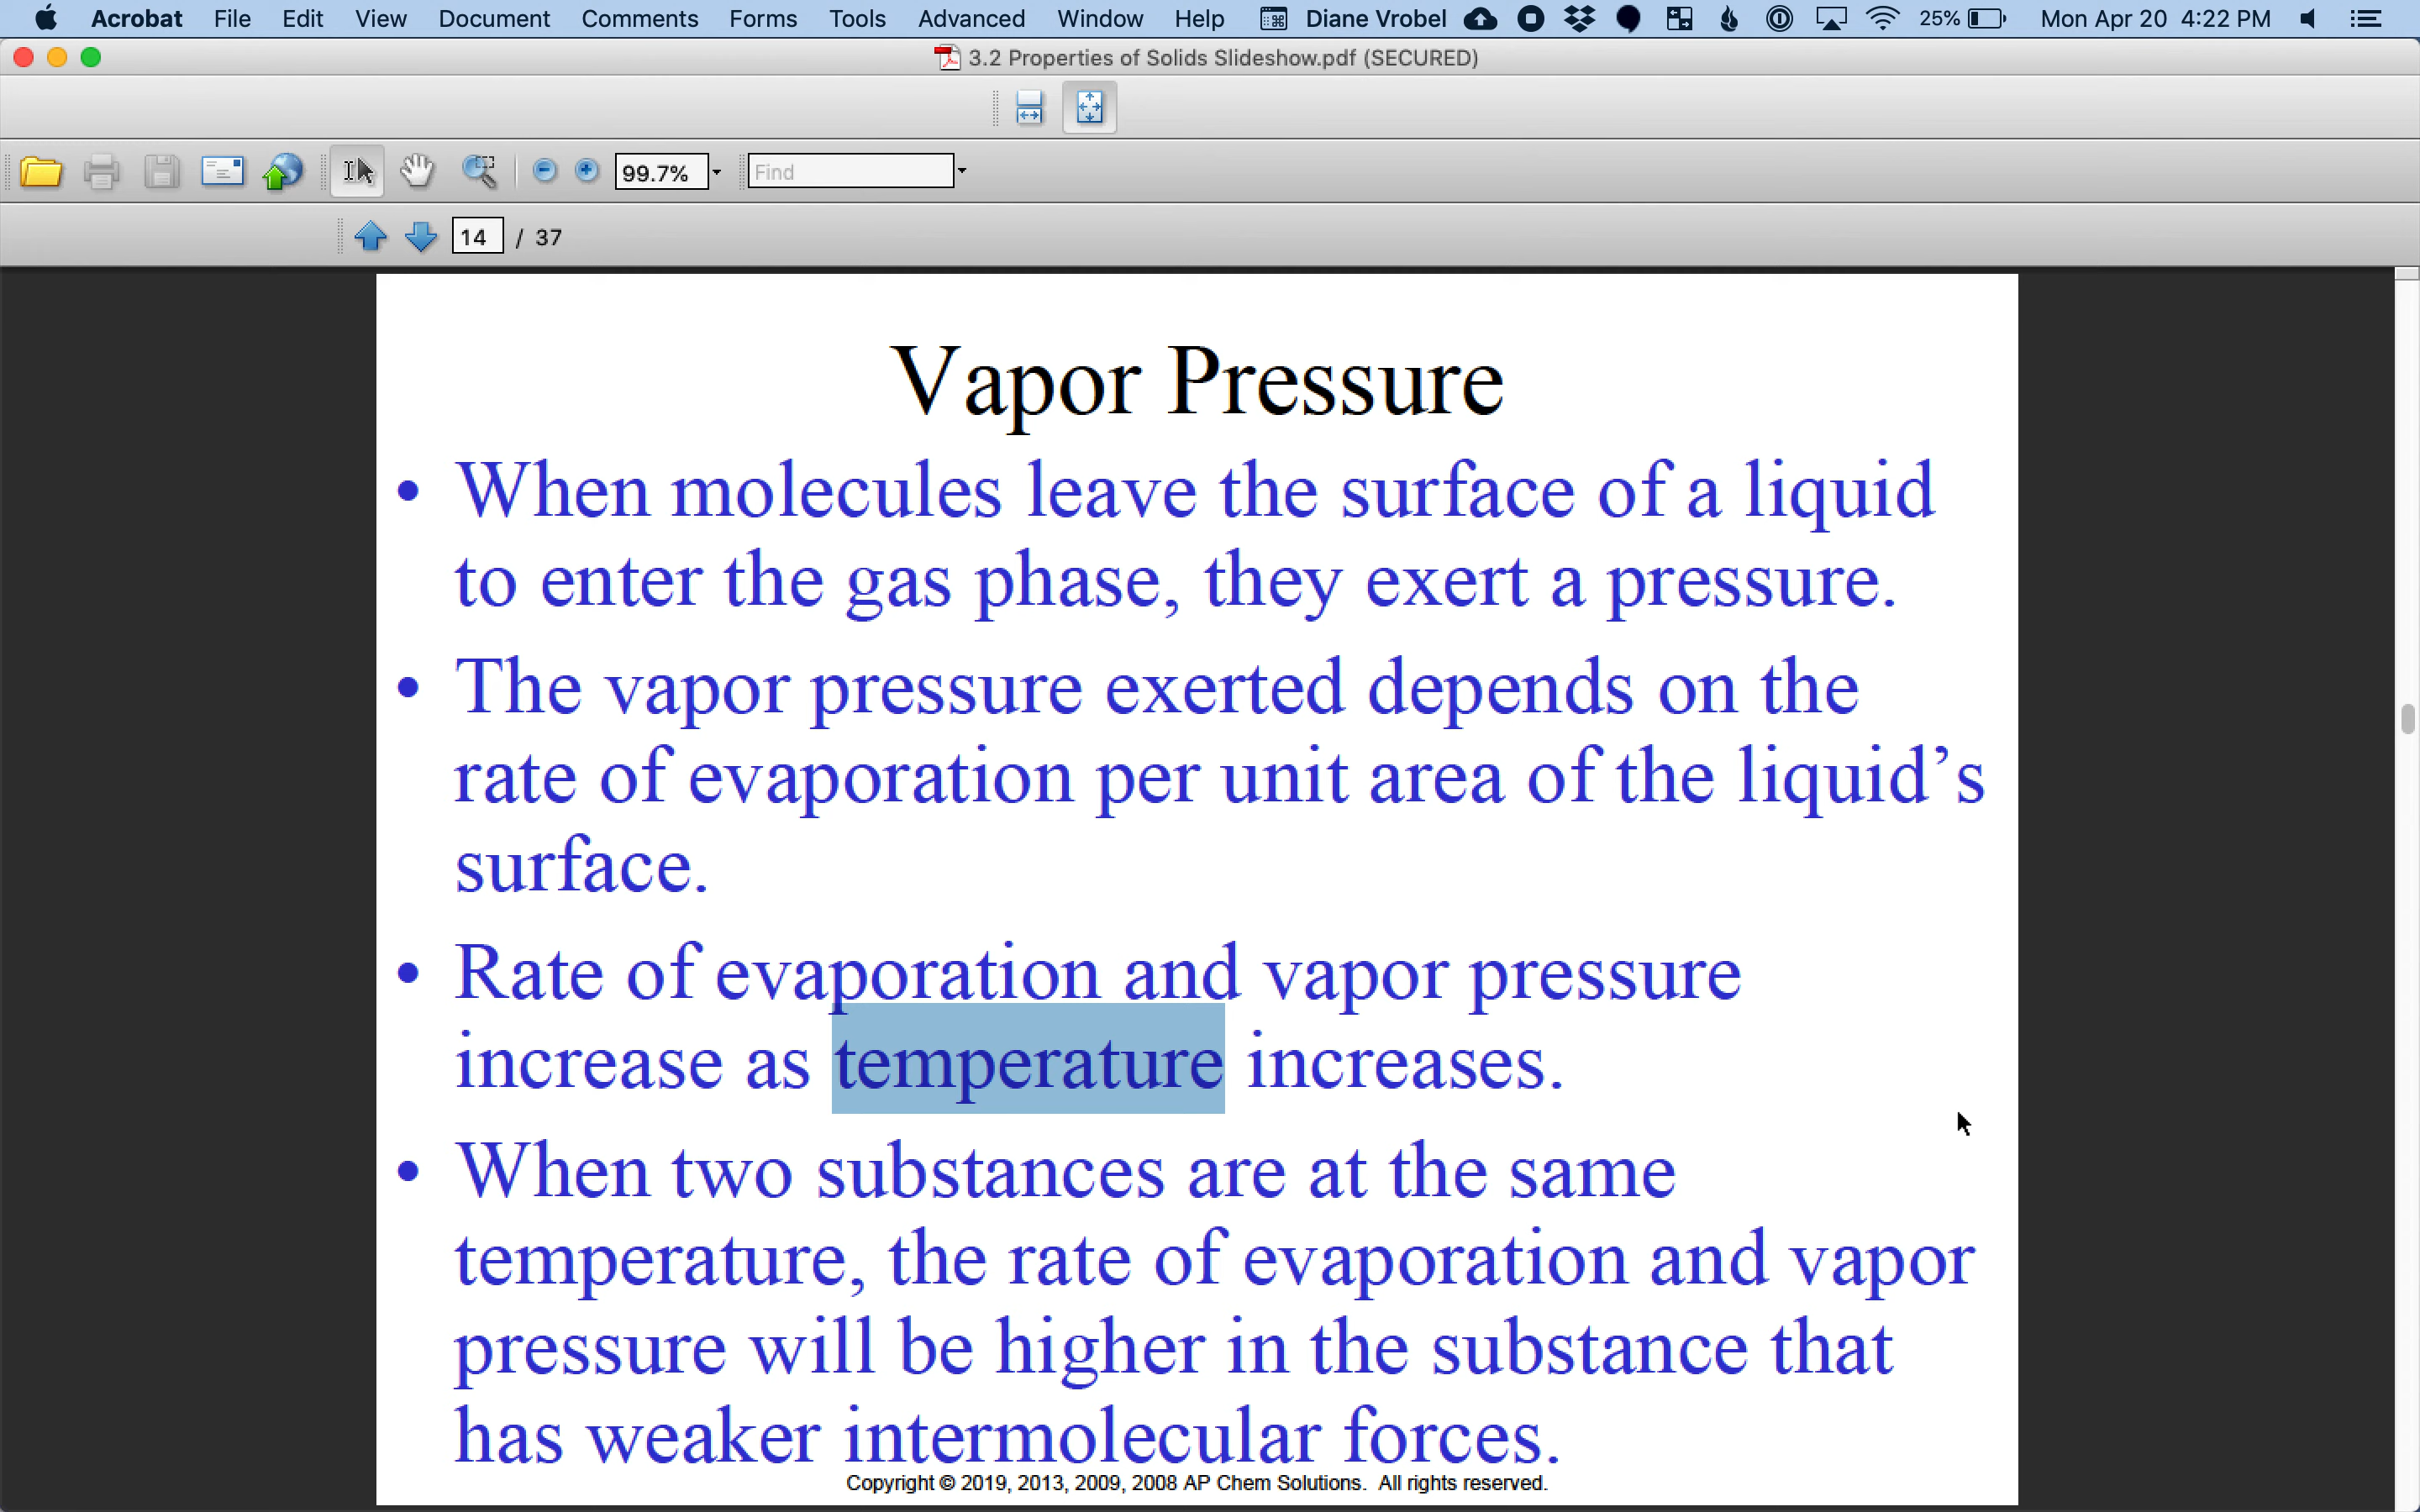 Acrobat File Edit View Document Comments Forms Tools Advanced Window Help Diane Vrobel 25% Mon Apr 20 4:22 PM
3.2 Properties of Solids Slideshow.pdf (SECURED)
99.7% Find
14 / 37
Vapor Pressure
• When molecules leave the surface of a liquid
to enter the gas phase, they exert a pressure.
• The vapor pressure exerted depends on the
rate of evaporation per unit area of the liquid’s
surface.
• Rate of evaporation and vapor pressure
increase as temperature increases.
• When two substances are at the same
temperature, the rate of evaporation and vapor
pressure will be higher in the substance that
has weaker intermolecular forces.
Copyright © 2019, 2013, 2009, 2008 AP Chem Solutions. All rights reserved.